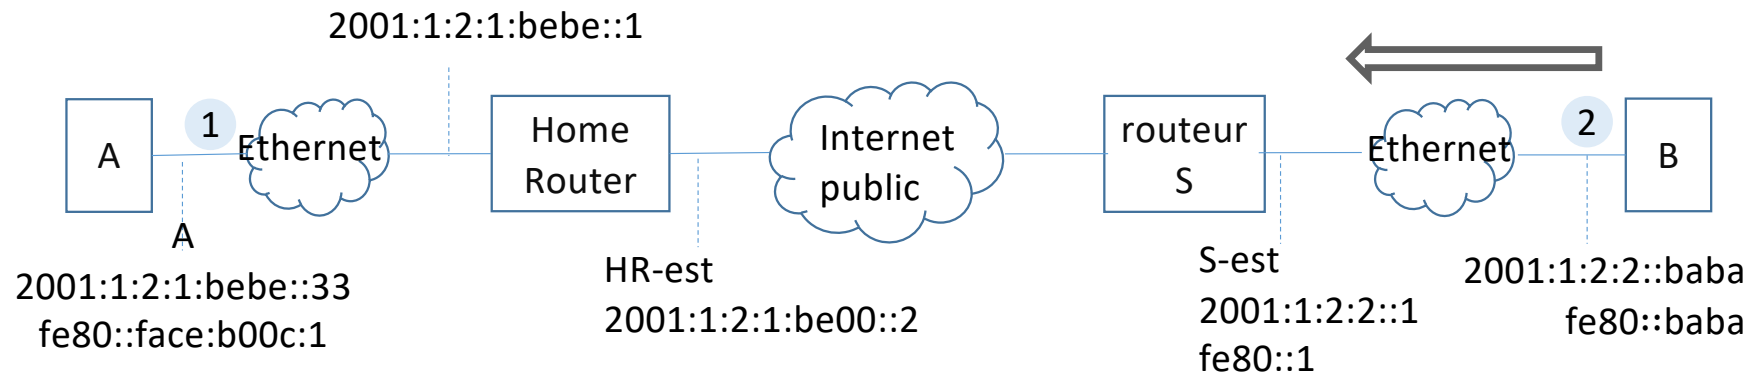 2001:1:2:1:bebe::1
A
1
Ethernet
Home
Router
Internet
public
routeur
S
Ethernet
2
B
A
2001:1:2:1:bebe::33
fe80::face:b00c:1
HR-est
2001:1:2:1:be00::2
S-est
2001:1:2:2::1
fe80::1
2001:1:2:2::baba
fe80::baba